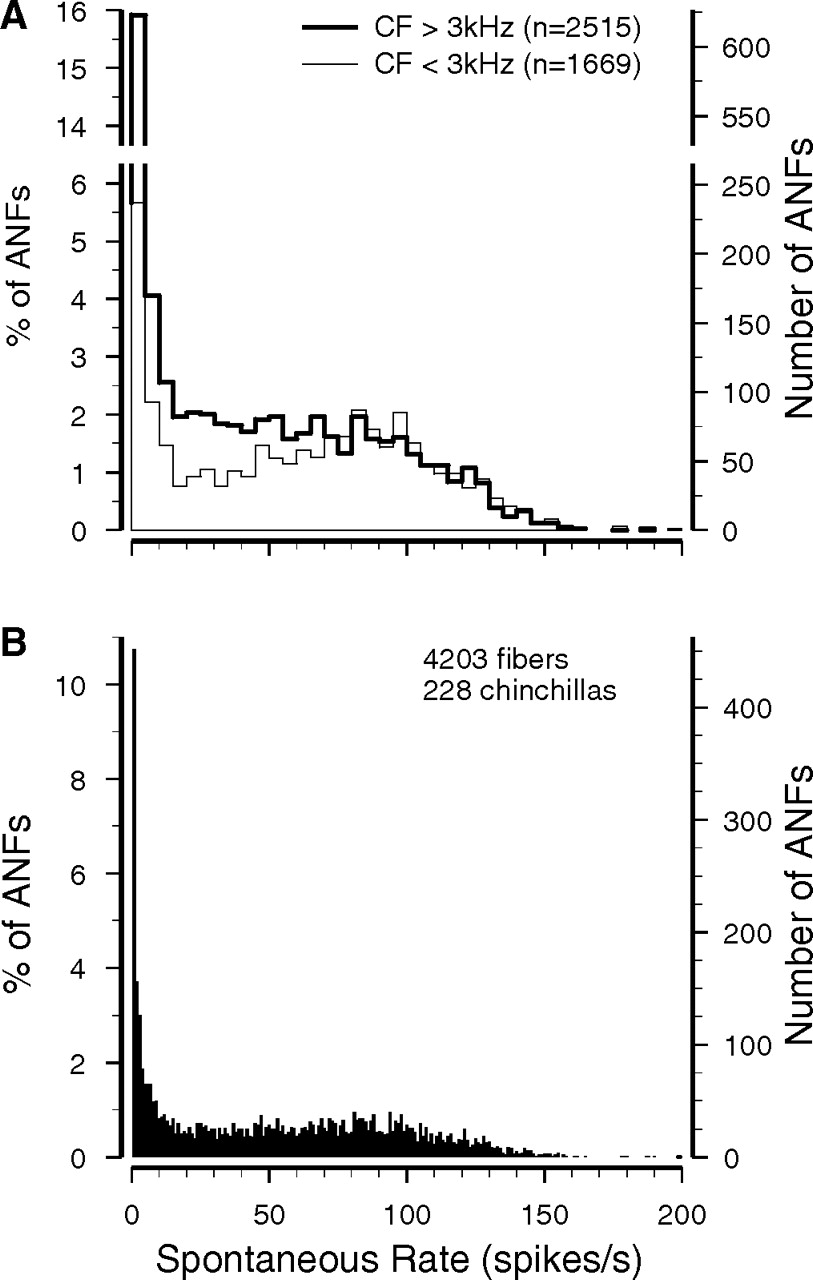 A
CF > 3kHz (n=2515)
CF < 3kHz (n=1669)
16
15
14
6
5
4
3
2
1
0
% of ANFs
600
550
250
200
150
100
50
0
Number of ANFs
B
4203 fibers
228 chinchillas
10
8
6
4
2
0
% of ANFs
400
300
200
100
0
Number of ANFs
0 50 100 150 200
Spontaneous Rate (spikes/s)